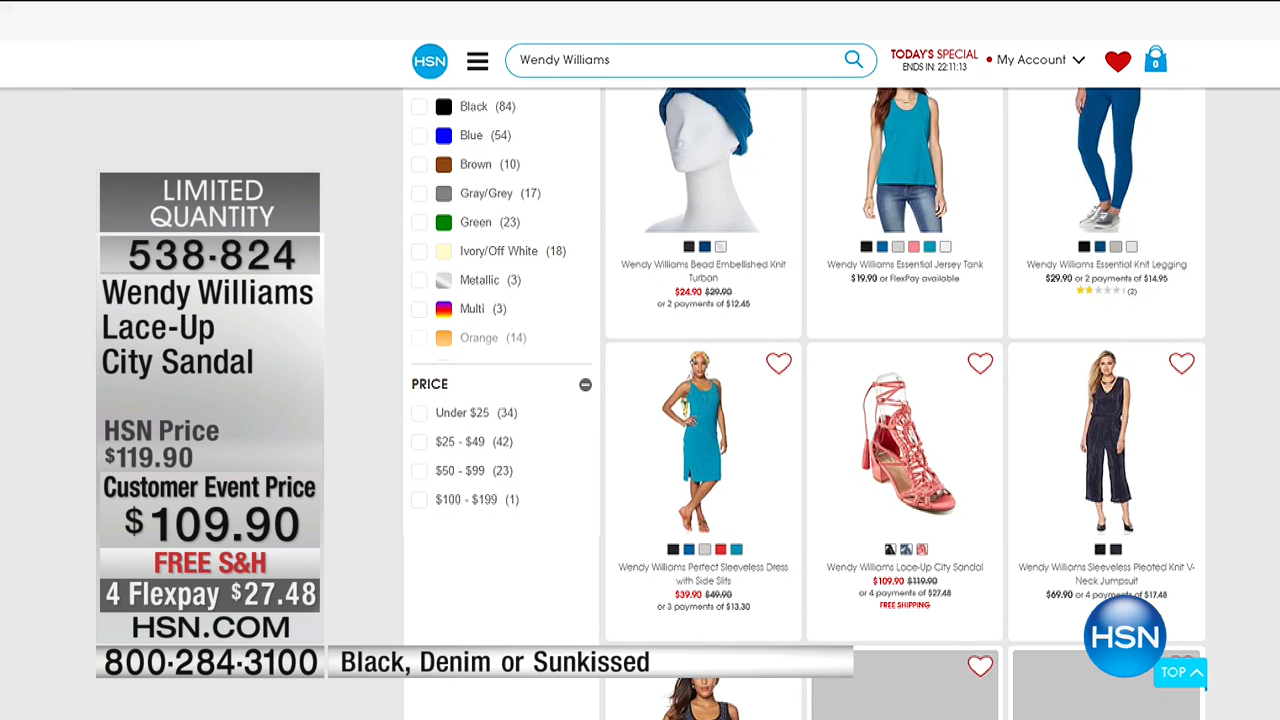 HSN
Wendy Williams
TODAY'S SPECIAL
ENDS IN: 22:11:13
My Account
0
LIMITED
QUANTITY
538-824
Wendy Williams
Lace-Up
City Sandal
HSN Price
$119.90
Customer Event Price
$109.90
FREE S&H
4 Flexpay $27.48
HSN.COM
800-284-3100
Black, Denim or Sunkissed
Black (84)
Blue (54)
Brown (10)
Gray/Grey (17)
Green (23)
Ivory/Off White (18)
Metallic (3)
Multi (3)
Orange (14)
PRICE
Under $25 (34)
$25 - $49 (42)
$50 - $99 (23)
$100 - $199 (1)
Wendy Williams Bead Embellished Knit
Turban
$24.90 $29.90
or 2 payments of $12.45
Wendy Williams Essential Jersey Tank
$19.90 or FlexPay available
Wendy Williams Essential Knit Legging
$29.90 or 2 payments of $14.95
(2)
Wendy Williams Perfect Sleeveless Dress
with Side Slits
$39.90 $49.90
or 3 payments of $13.30
Wendy Williams Lace-Up City Sandal
$109.90 $119.90
or 4 payments of $27.48
FREE SHIPPING
Wendy Williams Sleeveless Pleated Knit V-
Neck Jumpsuit
$69.90 or 4 payments of $17.48
HSN
TOP